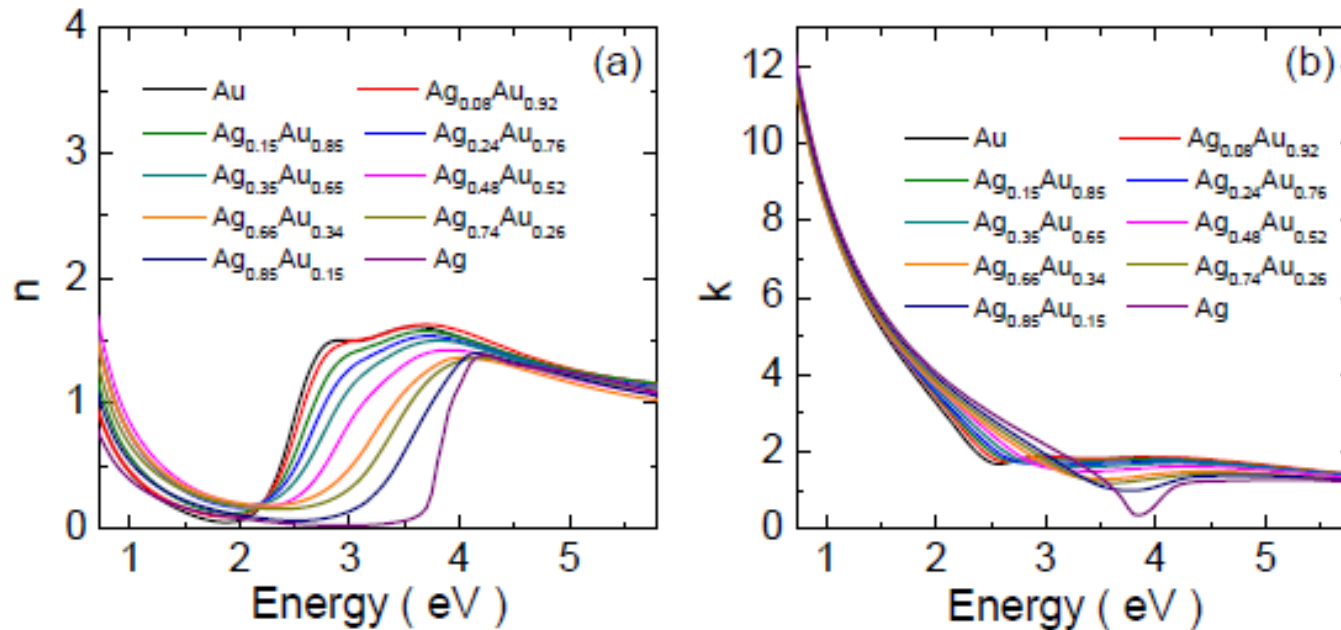 (a)
4
3
2
1
0
n
Au
Ag0.08Au0.92
Ag0.15Au0.85
Ag0.24Au0.76
Ag0.35Au0.65
Ag0.48Au0.52
Ag0.66Au0.34
Ag0.74Au0.26
Ag0.85Au0.15
Ag
1 2 3 4 5
Energy ( eV )
(b)
12
10
8
6
4
2
0
k
Au
Ag0.08Au0.92
Ag0.15Au0.85
Ag0.24Au0.76
Ag0.35Au0.65
Ag0.48Au0.52
Ag0.66Au0.34
Ag0.74Au0.26
Ag0.85Au0.15
Ag
1 2 3 4 5
Energy ( eV )